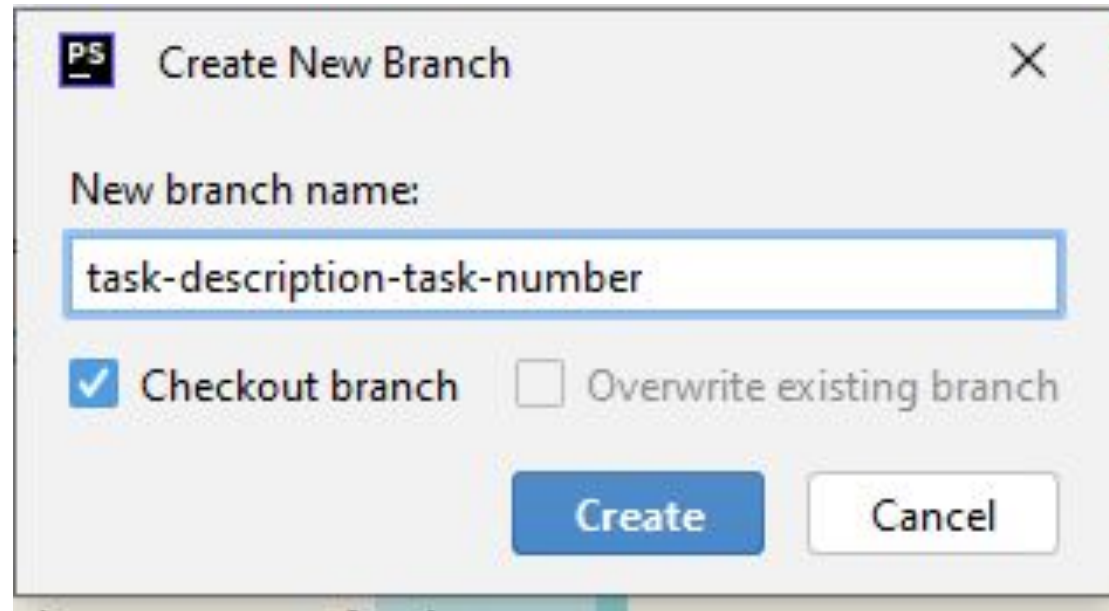 PS
Create New Branch
New branch name:
task-description-task-number
Checkout branch
Overwrite existing branch
Create
Cancel